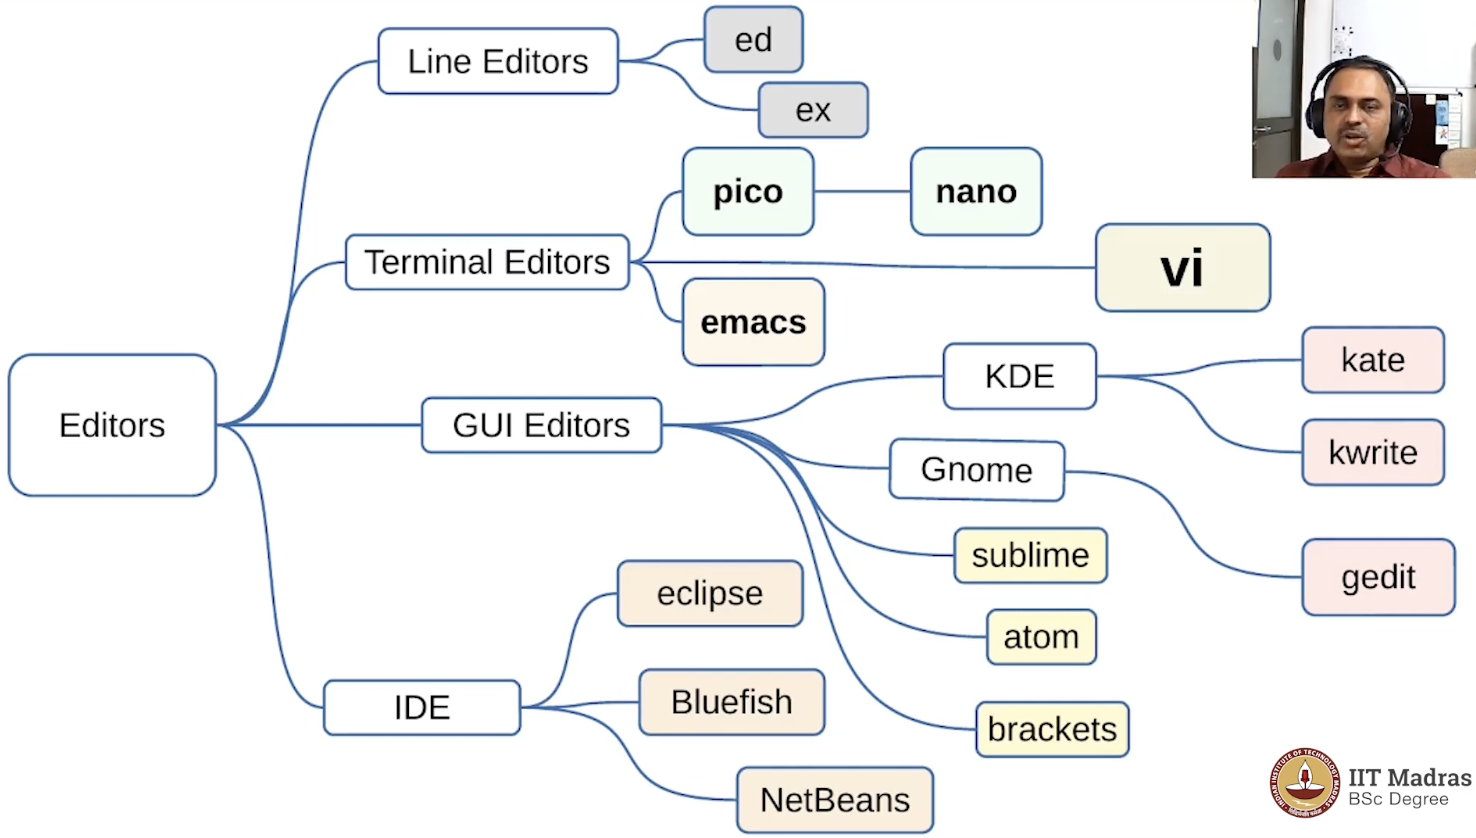 Line Editors
ed
ex
pico
nano
Terminal Editors
vi
emacs
Editors
GUI Editors
KDE
kate
kwrite
Gnome
gedit
sublime
atom
brackets
IDE
eclipse
Bluefish
NetBeans
IIT Madras
BSc Degree